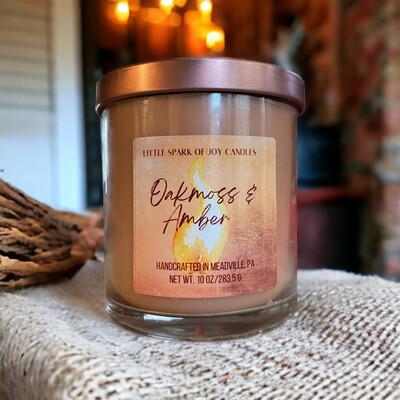 LITTLE SPARK OF JOY CANDLES
Oakmoss &
Amber
HANDCRAFTED IN MEADVILLE, PA
NET WT. 10 OZ/283.5 G